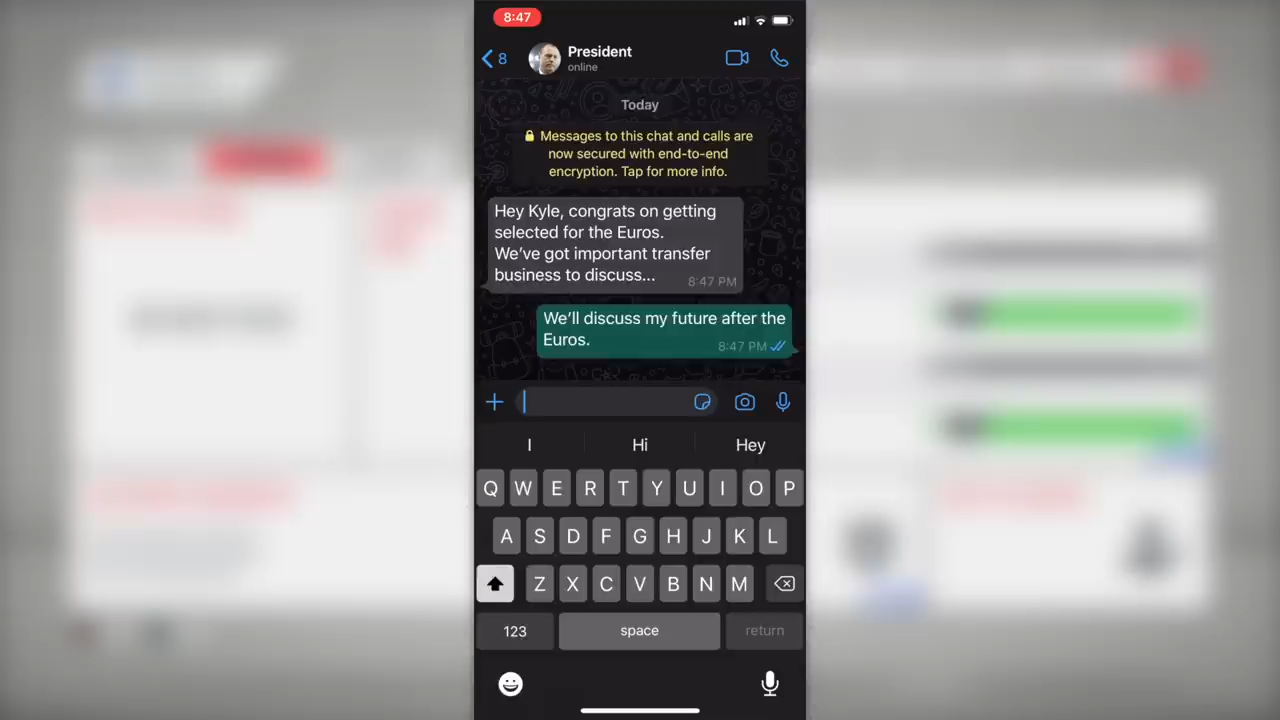 8:47
8
President
online
Today
Messages to this chat and calls are
now secured with end-to-end
encryption. Tap for more info.
Hey Kyle, congrats on getting
selected for the Euros.
We've got important transfer
business to discuss...
8:47 PM
We'll discuss my future after the
Euros.
8:47 PM
I Hi Hey
Q W E R T Y U I O P
A S D F G H J K L
Z X C V B N M
123 space return